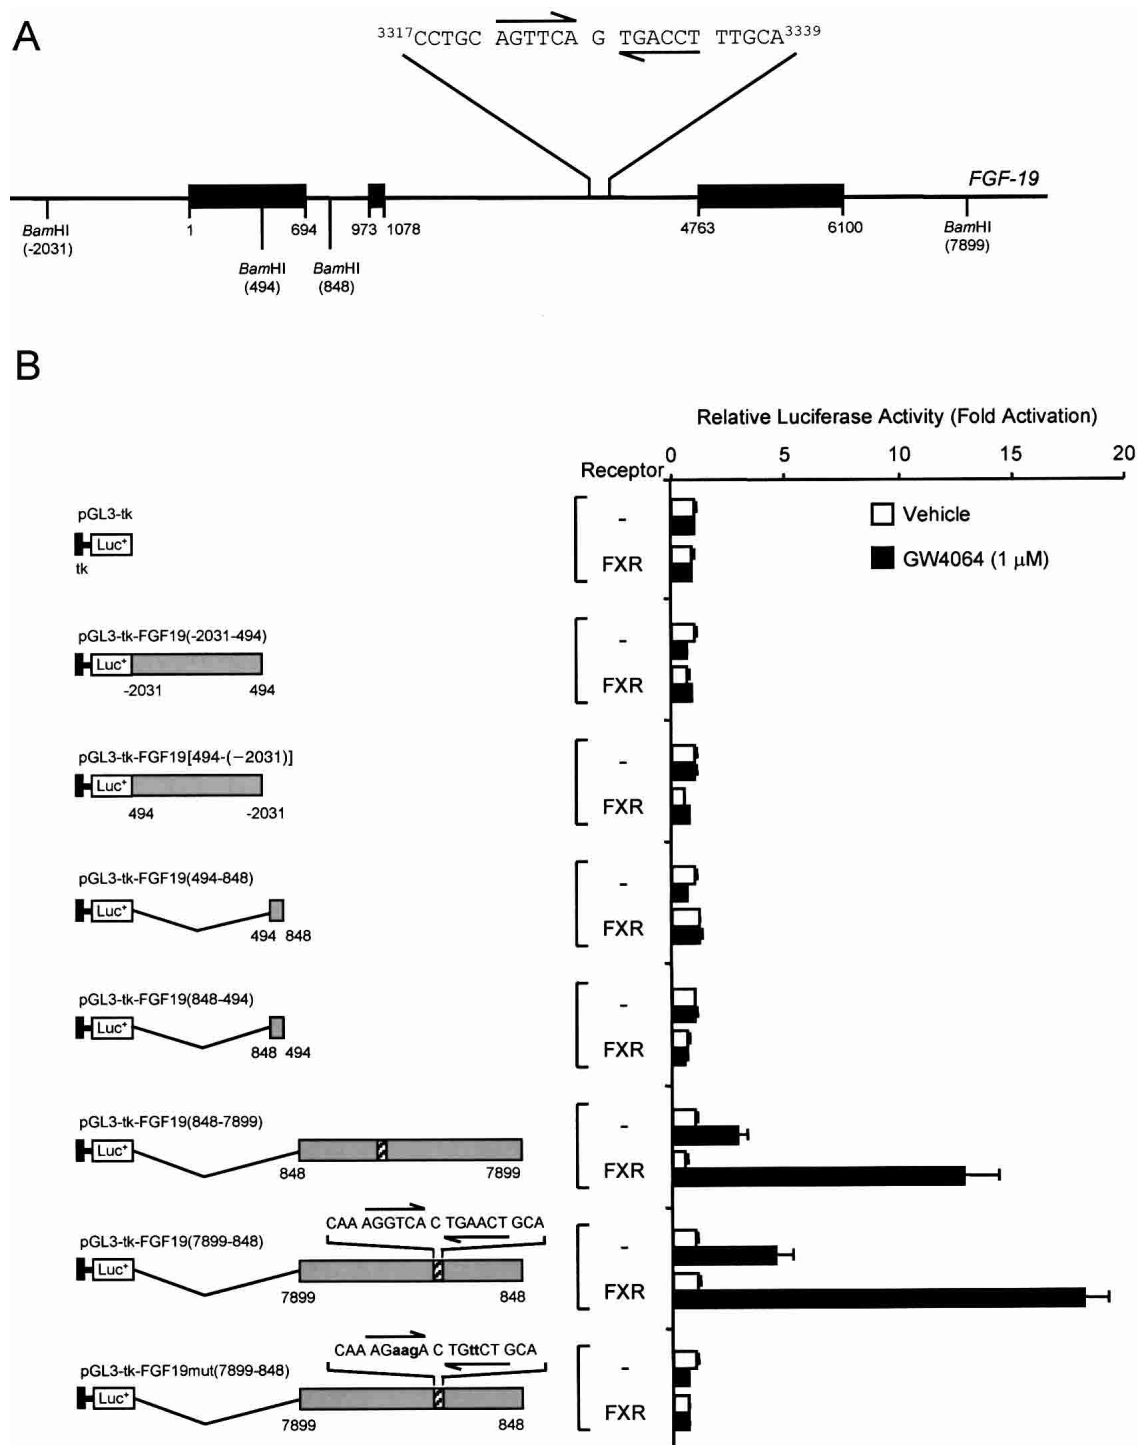 A
3317CCTGC AGTTCA G TGACCT TTGCA3339
FGF-19
BamHI
(-2031)
1
694
973
1078
4763
6100
BamHI
(7899)
BamHI
(494)
BamHI
(848)
B
Relative Luciferase Activity (Fold Activation)
0 5 10 15 20
Receptor
Vehicle
GW4064 (1 μM)
pGL3-tk
Luc+
tk
-
FXR
pGL3-tk-FGF19(-2031-494)
Luc+
-2031 494
-
FXR
pGL3-tk-FGF19[494-(−2031)]
Luc+
494 -2031
-
FXR
pGL3-tk-FGF19(494-848)
Luc+
494 848
-
FXR
pGL3-tk-FGF19(848-494)
Luc+
848 494
-
FXR
pGL3-tk-FGF19(848-7899)
Luc+
848 7899
-
FXR
CAA AGGTCA C TGAACT GCA
pGL3-tk-FGF19(7899-848)
Luc+
7899 848
-
FXR
CAA AGaagA C TGttCT GCA
pGL3-tk-FGF19mut(7899-848)
Luc+
7899 848
-
FXR